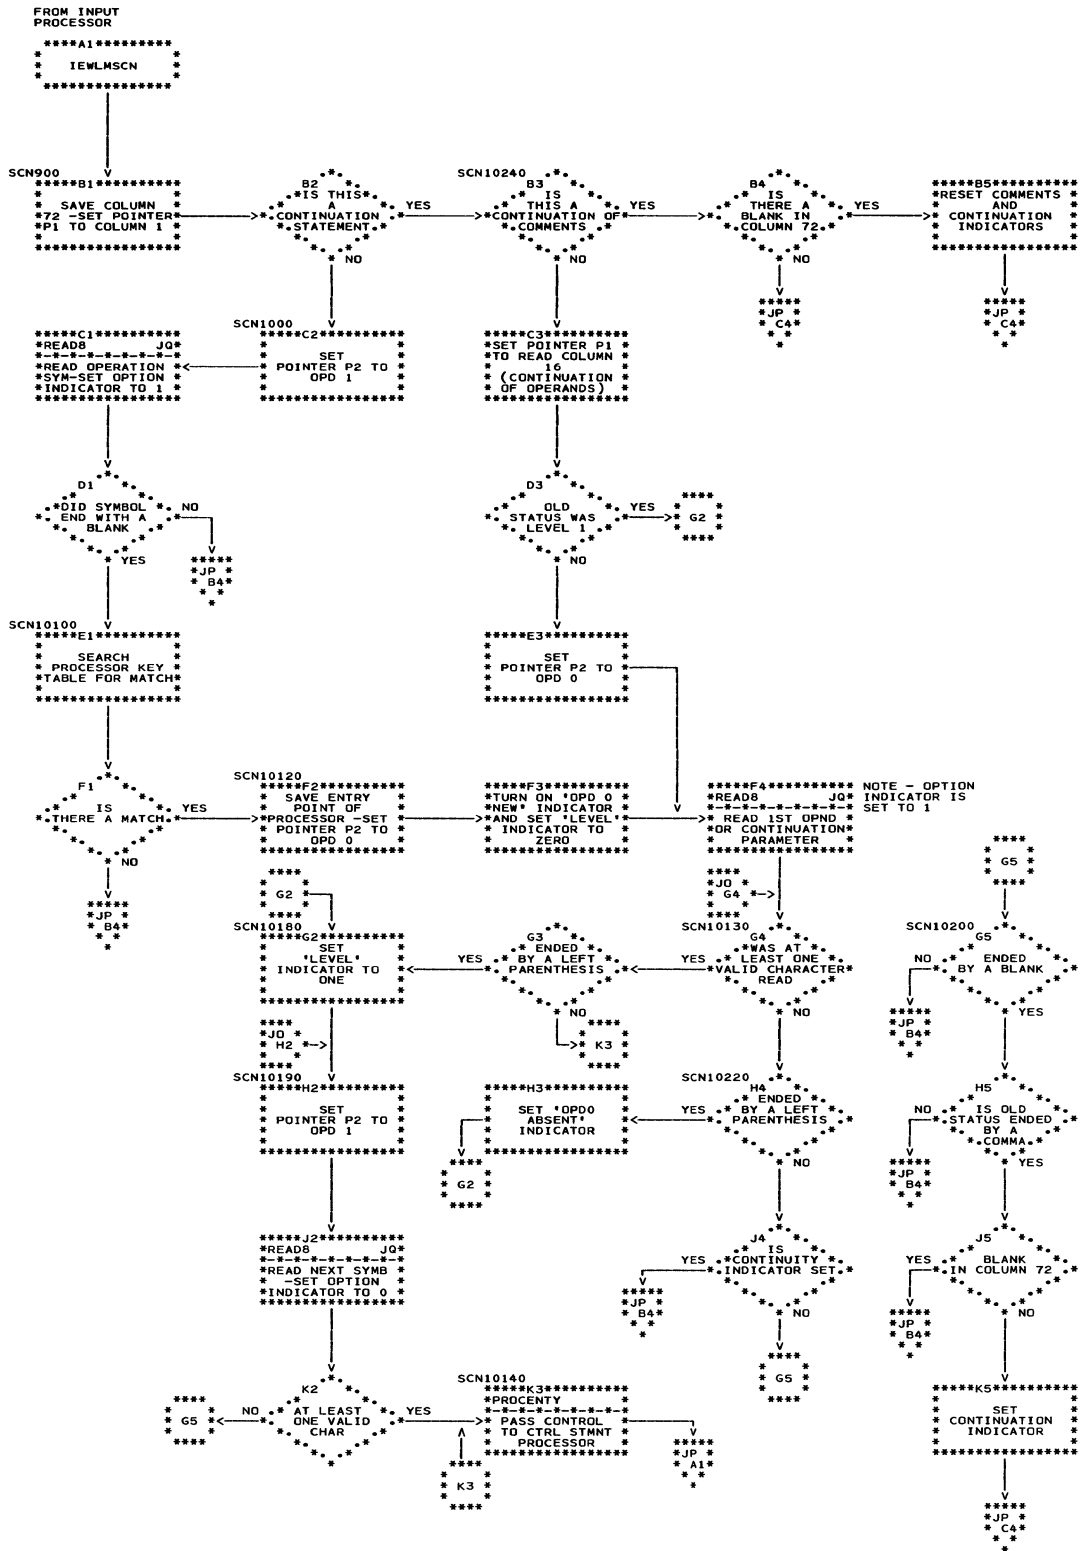 FROM INPUT
PROCESSOR
A1
IEWLMSCN
SCN900
B1
SAVE COLUMN
72 -SET POINTER
P1 TO COLUMN 1
B2
IS THIS
A
CONTINUATION
STATEMENT
YES
NO
SCN10240
B3
IS
THIS A
CONTINUATION OF
COMMENTS
YES
NO
B4
IS
THERE A
BLANK IN
COLUMN 72
YES
NO
B5
RESET COMMENTS
AND
CONTINUATION
INDICATORS
JP
C4
JP
C4
C1
READ8 JQ
READ OPERATION
SYM-SET OPTION
INDICATOR TO 1
SCN1000
C2
SET
POINTER P2 TO
OPD 1
C3
SET POINTER P1
TO READ COLUMN
16
(CONTINUATION
OF OPERANDS)
D1
DID SYMBOL
END WITH A
BLANK
NO
YES
JP
B4
D3
OLD
STATUS WAS
LEVEL 1
YES
NO
G2
SCN10100
E1
SEARCH
PROCESSOR KEY
TABLE FOR MATCH
E3
SET
POINTER P2 TO
OPD 0
F1
IS
THERE A MATCH
YES
NO
JP
B4
SCN10120
F2
SAVE ENTRY
POINT OF
PROCESSOR -SET
POINTER P2 TO
OPD 0
F3
TURN ON 'OPD 0
NEW' INDICATOR
AND SET 'LEVEL'
INDICATOR TO
ZERO
F4
READ8 JQ
READ 1ST OPND
OR CONTINUATION
PARAMETER
NOTE - OPTION
INDICATOR IS
SET TO 1
G5
G2
SCN10180
G2
SET
'LEVEL'
INDICATOR TO
ONE
G3
ENDED
BY A LEFT
PARENTHESIS
YES
NO
K3
JO
G4
SCN10130
G4
WAS AT
LEAST ONE
VALID CHARACTER
READ
YES
NO
SCN10200
G5
ENDED
BY A BLANK
NO
YES
JP
B4
JO
H2
SCN10190
H2
SET
POINTER P2 TO
OPD 1
H3
SET 'OPD0
ABSENT'
INDICATOR
G2
SCN10220
H4
ENDED
BY A LEFT
PARENTHESIS
YES
NO
H5
IS OLD
STATUS ENDED
BY A
COMMA
NO
YES
JP
B4
J2
READ8 JQ
READ NEXT SYMB
-SET OPTION
INDICATOR TO 0
J4
IS
CONTINUITY
INDICATOR SET
YES
NO
JP
B4
G5
J5
BLANK
IN COLUMN 72
YES
NO
JP
B4
K2
AT LEAST
ONE VALID
CHAR
NO
YES
G5
SCN10140
K3
PROCENTY
PASS CONTROL
TO CTRL STMNT
PROCESSOR
K3
JP
A1
K5
SET
CONTINUATION
INDICATOR
JP
C4